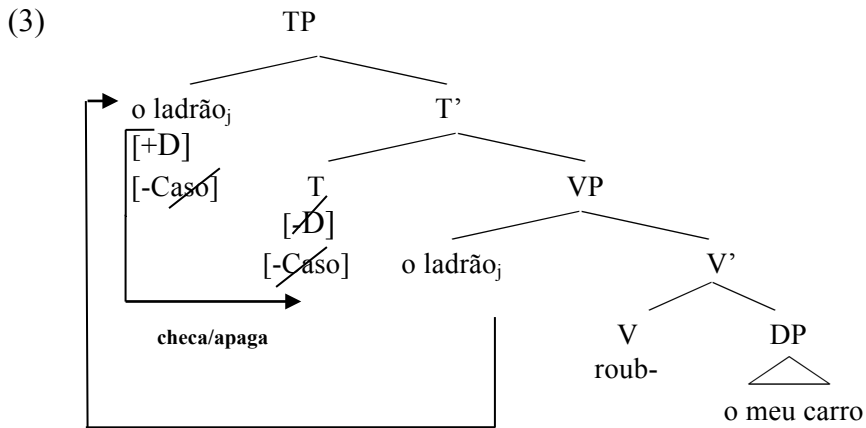 (3) TP
o ladrãoj T’
[+D]
[-Caso] T VP
[-D]
[-Caso] o ladrãoj V’
checa/apaga V DP
roub-
o meu carro